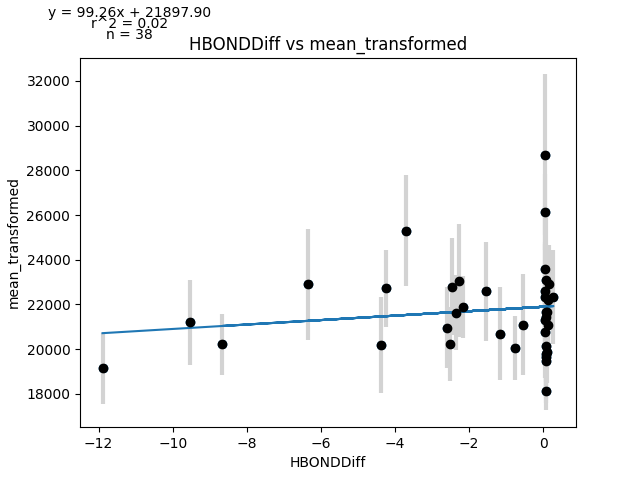 y = 99.26x + 21897.90
r^2 = 0.02
n = 38
HBONDDiff vs mean_transformed
mean_transformed
32000
30000
28000
26000
24000
22000
20000
18000
−12
−10
−8
−6
−4
−2
0
HBONDDiff